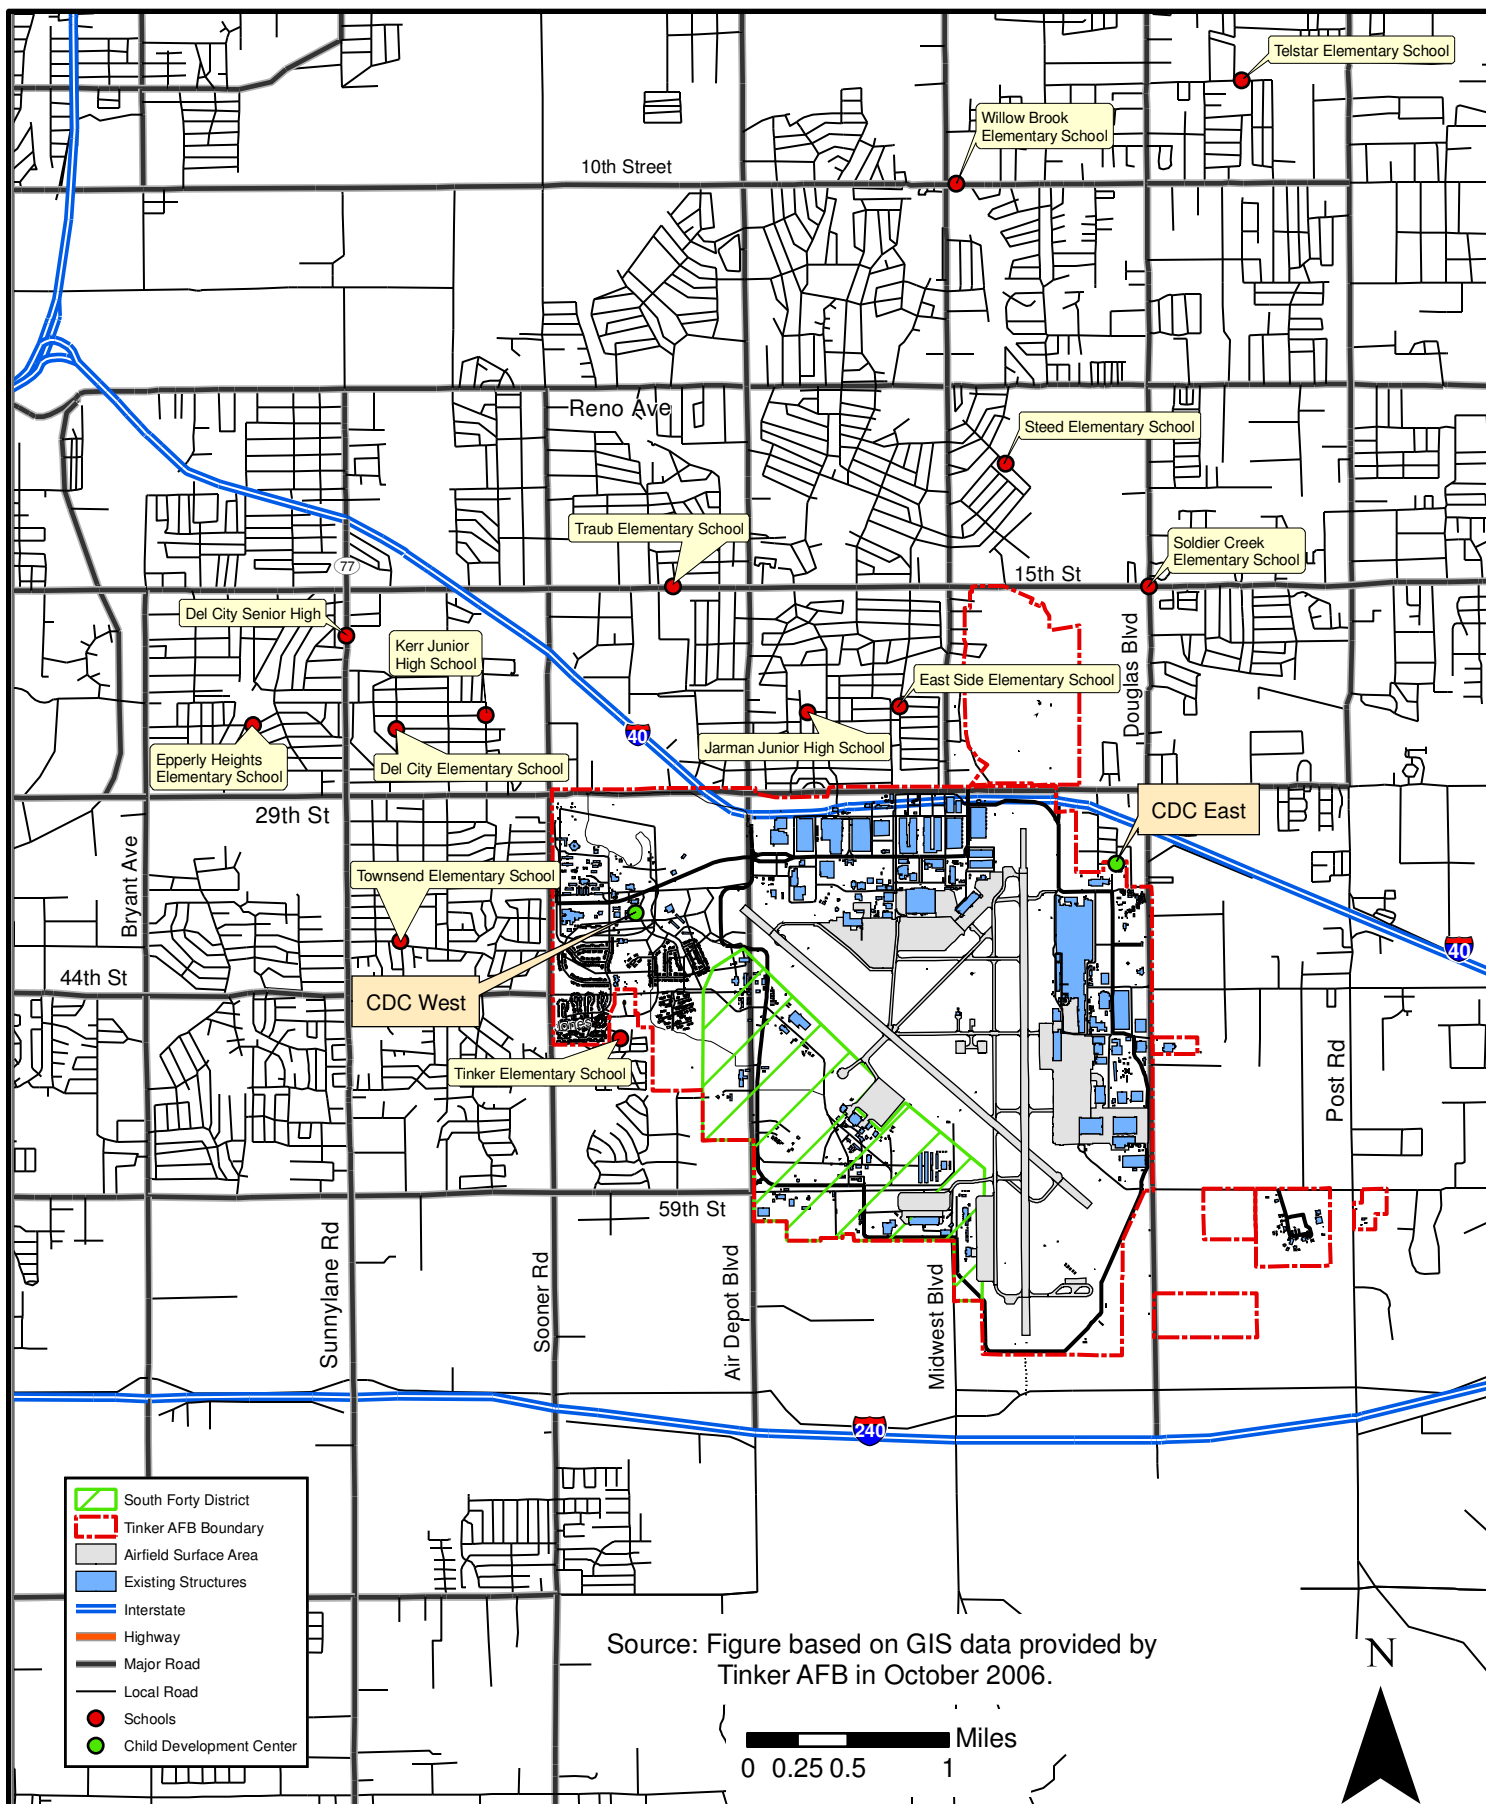 Telstar Elementary School
Willow Brook
Elementary School
10th Street
Reno Ave
Steed Elementary School
Traub Elementary School
Soldier Creek
Elementary School
77
15th St
Del City Senior High
Kerr Junior
High School
East Side Elementary School
Douglas Blvd
40
Jarman Junior High School
Epperly Heights
Elementary School
Del City Elementary School
29th St
CDC East
Bryant Ave
Townsend Elementary School
40
44th St
CDC West
Tinker Elementary School
Post Rd
59th St
Sunnylane Rd
Sooner Rd
Air Depot Blvd
Midwest Blvd
240
South Forty District
Tinker AFB Boundary
Airfield Surface Area
Existing Structures
Interstate
Highway
Major Road
Local Road
Schools
Child Development Center
Source: Figure based on GIS data provided by
Tinker AFB in October 2006.
N
Miles
0 0.25 0.5 1